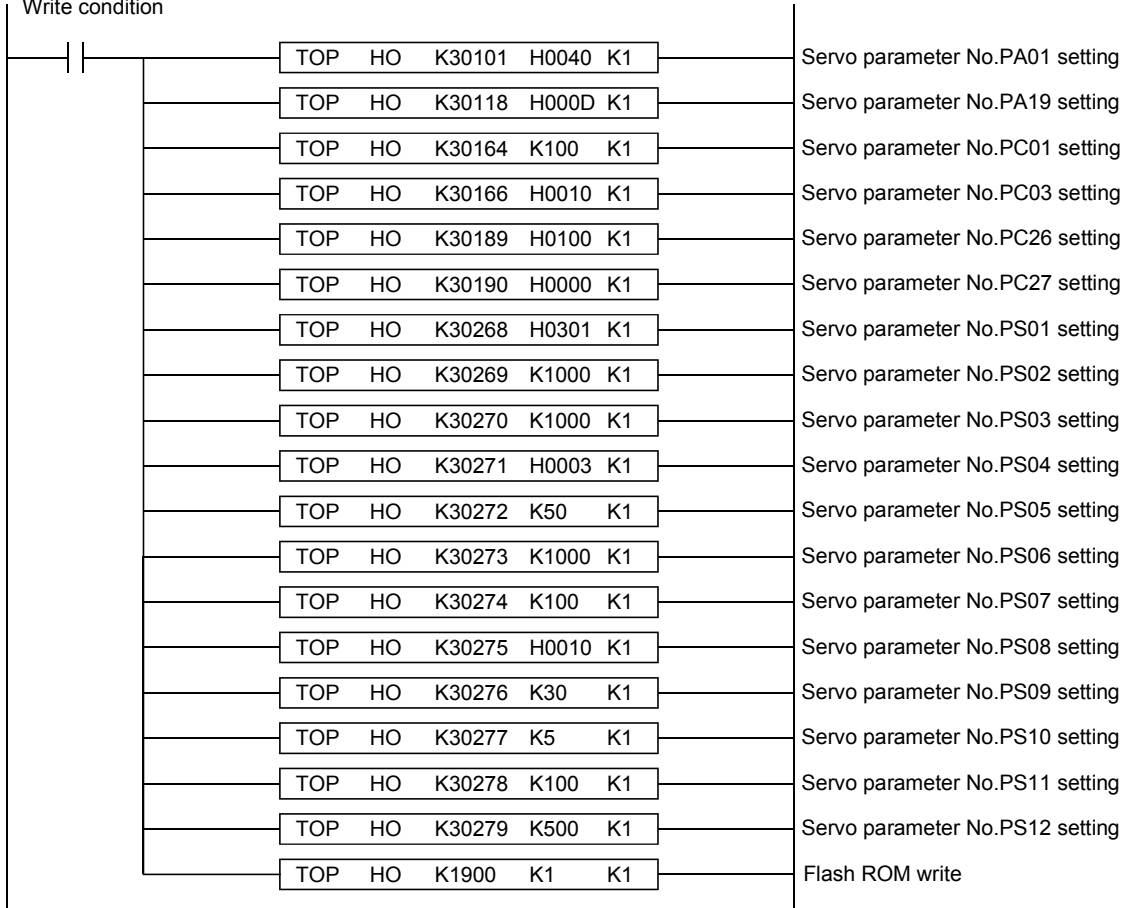 Write condition
TOP HO K30101 H0040 K1 Servo parameter No.PA01 setting
TOP HO K30118 H000D K1 Servo parameter No.PA19 setting
TOP HO K30164 K100 K1 Servo parameter No.PC01 setting
TOP HO K30166 H0010 K1 Servo parameter No.PC03 setting
TOP HO K30189 H0100 K1 Servo parameter No.PC26 setting
TOP HO K30190 H0000 K1 Servo parameter No.PC27 setting
TOP HO K30268 H0301 K1 Servo parameter No.PS01 setting
TOP HO K30269 K1000 K1 Servo parameter No.PS02 setting
TOP HO K30270 K1000 K1 Servo parameter No.PS03 setting
TOP HO K30271 H0003 K1 Servo parameter No.PS04 setting
TOP HO K30272 K50 K1 Servo parameter No.PS05 setting
TOP HO K30273 K1000 K1 Servo parameter No.PS06 setting
TOP HO K30274 K100 K1 Servo parameter No.PS07 setting
TOP HO K30275 H0010 K1 Servo parameter No.PS08 setting
TOP HO K30276 K30 K1 Servo parameter No.PS09 setting
TOP HO K30277 K5 K1 Servo parameter No.PS10 setting
TOP HO K30278 K100 K1 Servo parameter No.PS11 setting
TOP HO K30279 K500 K1 Servo parameter No.PS12 setting
TOP HO K1900 K1 K1 Flash ROM write